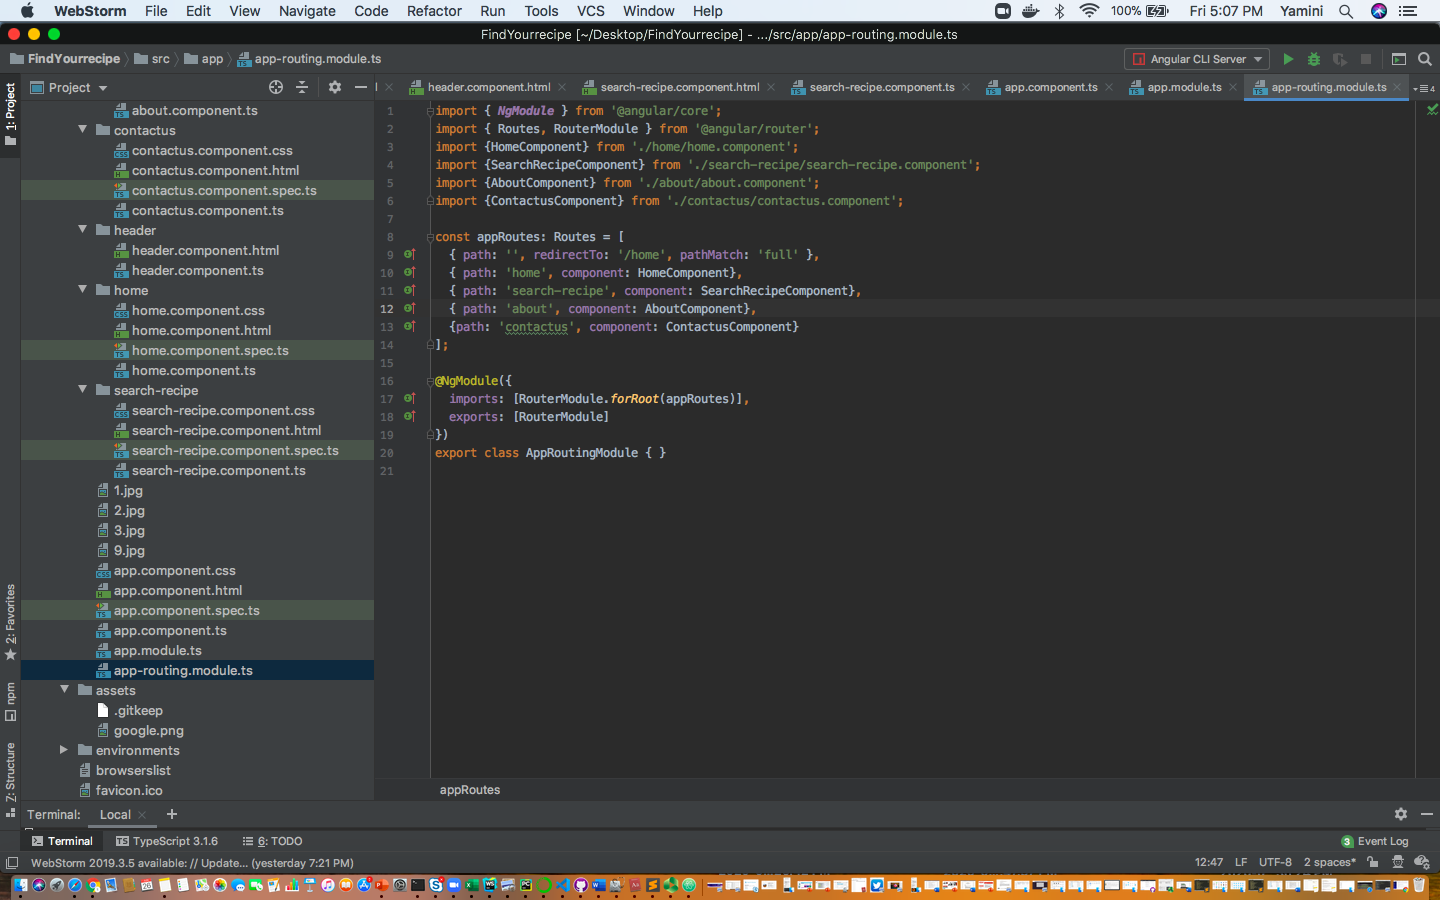 WebStorm File Edit View Navigate Code Refactor Run Tools VCS Window Help 100% Fri 5:07 PM Yamini
FindYourrecipe [~/Desktop/FindYourrecipe] - .../src/app/app-routing.module.ts
FindYourrecipe src app app-routing.module.ts Angular CLI Server
Project
header.component.html search-recipe.component.html search-recipe.component.ts app.component.ts app.module.ts app-routing.module.ts 4
1: Project
2: Favorites
npm
Z: Structure
about.component.ts
contactus
contactus.component.css
contactus.component.html
contactus.component.spec.ts
contactus.component.ts
header
header.component.html
header.component.ts
home
home.component.css
home.component.html
home.component.spec.ts
home.component.ts
search-recipe
search-recipe.component.css
search-recipe.component.html
search-recipe.component.spec.ts
search-recipe.component.ts
1.jpg
2.jpg
3.jpg
9.jpg
app.component.css
app.component.html
app.component.spec.ts
app.component.ts
app.module.ts
app-routing.module.ts
assets
.gitkeep
google.png
environments
browserslist
favicon.ico
1 import { NgModule } from '@angular/core';
2 import { Routes, RouterModule } from '@angular/router';
3 import {HomeComponent} from './home/home.component';
4 import {SearchRecipeComponent} from './search-recipe/search-recipe.component';
5 import {AboutComponent} from './about/about.component';
6 import {ContactusComponent} from './contactus/contactus.component';
7
8 const appRoutes: Routes = [
9 { path: '', redirectTo: '/home', pathMatch: 'full' },
10 { path: 'home', component: HomeComponent},
11 { path: 'search-recipe', component: SearchRecipeComponent},
12 { path: 'about', component: AboutComponent},
13 {path: 'contactus', component: ContactusComponent}
14 ];
15
16 @NgModule({
17 imports: [RouterModule.forRoot(appRoutes)],
18 exports: [RouterModule]
19 })
20 export class AppRoutingModule { }
21
appRoutes
Terminal: Local
Terminal TypeScript 3.1.6 6: TODO 3 Event Log
WebStorm 2019.3.5 available: // Update... (yesterday 7:21 PM) 12:47 LF UTF-8 2 spaces*